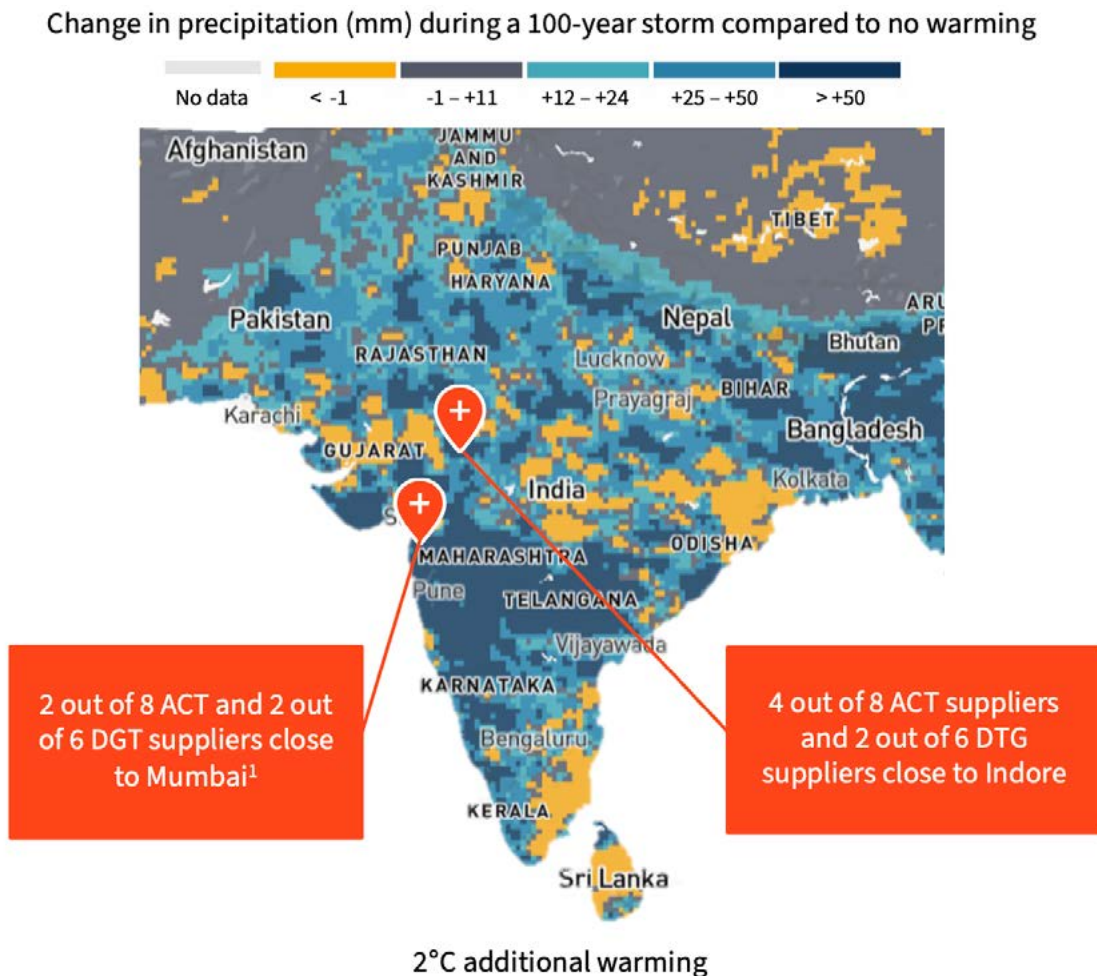 Change in precipitation (mm) during a 100-year storm compared to no warming
No data
< -1
-1 – +11
+12 – +24
+25 – +50
> +50
Afghanistan
JAMMU
AND
KASHMIR
TIBET
PUNJAB
HARYANA
Pakistan
Nepal
ARU
PR
Bhutan
RAJASTHAN
Lucknow
BIHAR
Prayagraj
Karachi
Bangladesh
GUJARAT
Kolkata
India
ODISHA
MAHARASHTRA
Pune
TELANGANA
Vijayawada
2 out of 8 ACT and 2 out
of 6 DGT suppliers close
to Mumbai¹
4 out of 8 ACT suppliers
and 2 out of 6 DTG
suppliers close to Indore
KARNATAKA
Bengaluru
KERALA
Sri Lanka
2°C additional warming